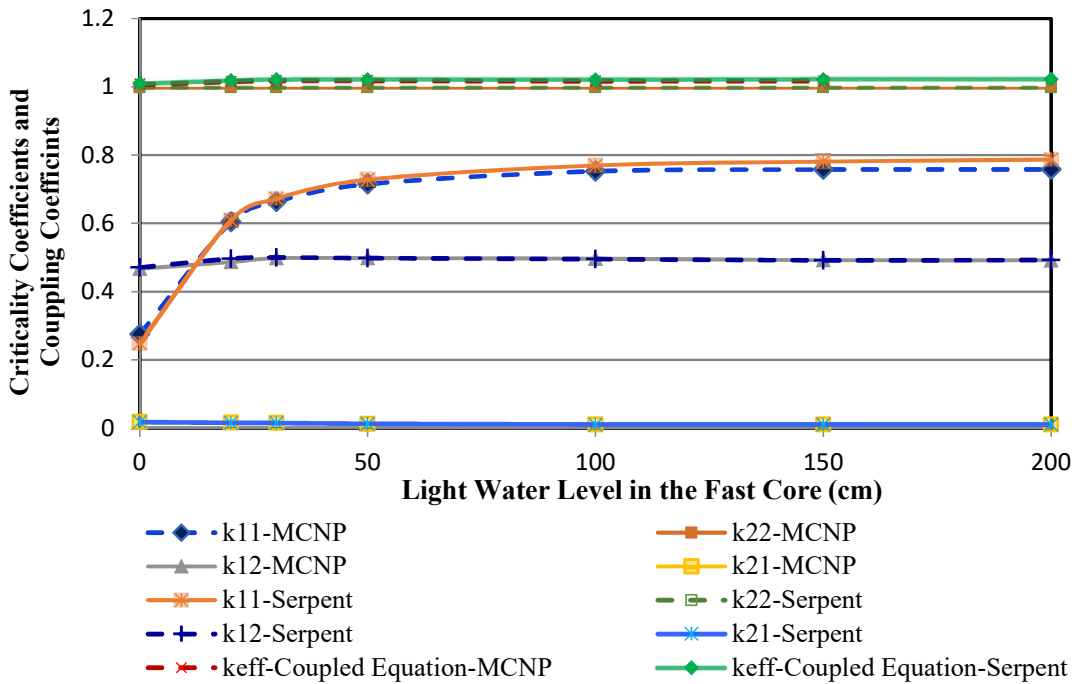 Criticality Coefficients and
Couppling Coefficints
1.2
1
0.8
0.6
0.4
0.2
0
0 50 100 150 200
Light Water Level in the Fast Core (cm)
k11-MCNP k22-MCNP
k12-MCNP k21-MCNP
k11-Serpent k22-Serpent
k12-Serpent k21-Serpent
keff-Coupled Equation-MCNP keff-Coupled Equation-Serpent